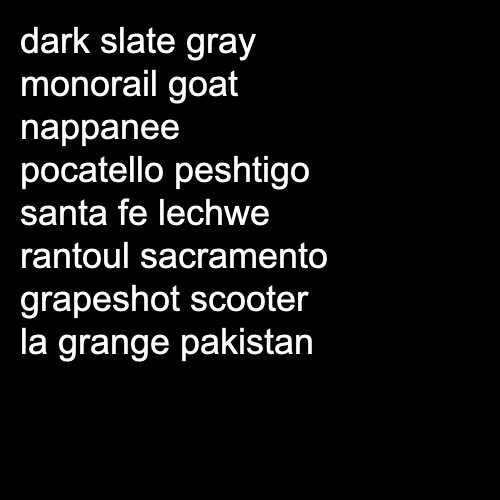 dark slate gray
monorail goat
nappanee
pocatello peshtigo
santa fe lechwe
rantoul sacramento
grapeshot scooter
la grange pakistan